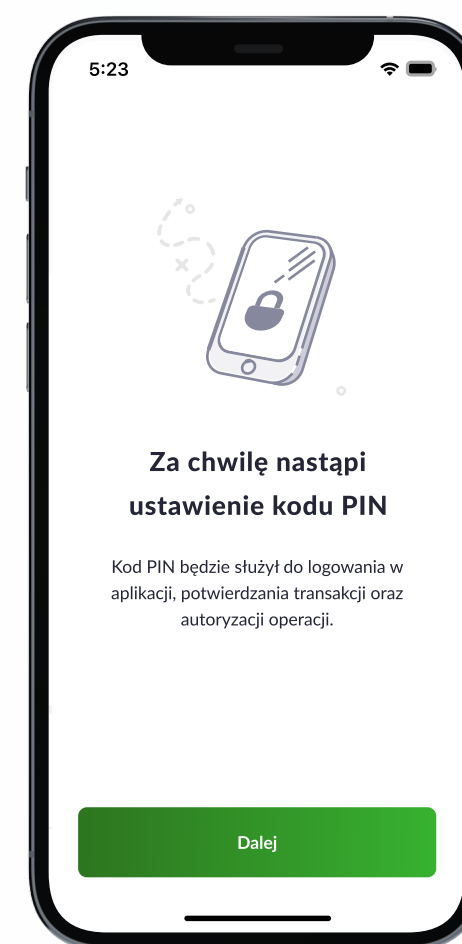 5:23
Za chwilę nastąpi
ustawienie kodu PIN
Kod PIN będzie służył do logowania w
aplikacji, potwierdzania transakcji oraz
autoryzacji operacji.
Dalej